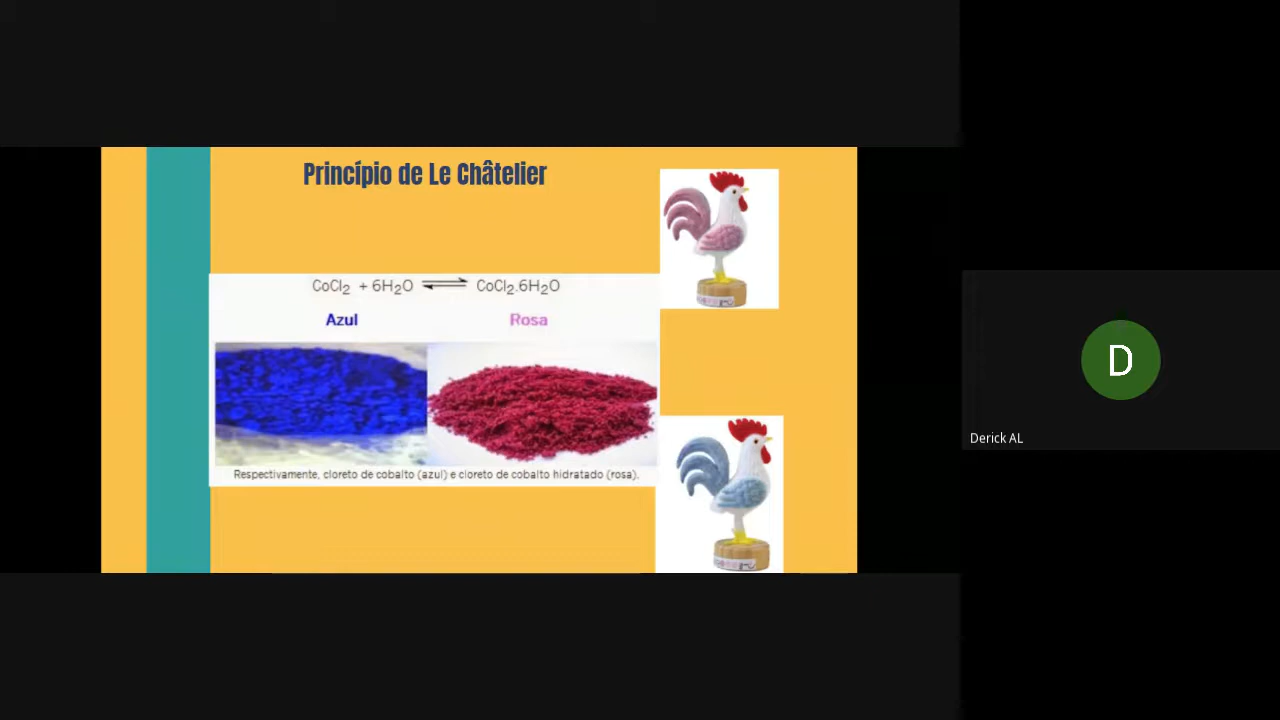 Princípio de Le Châtelier
CoCl2 + 6H2O ⇌ CoCl2.6H2O
Azul Rosa
Respectivamente, cloreto de cobalto (azul) e cloreto de cobalto hidratado (rosa).
D
Derick AL